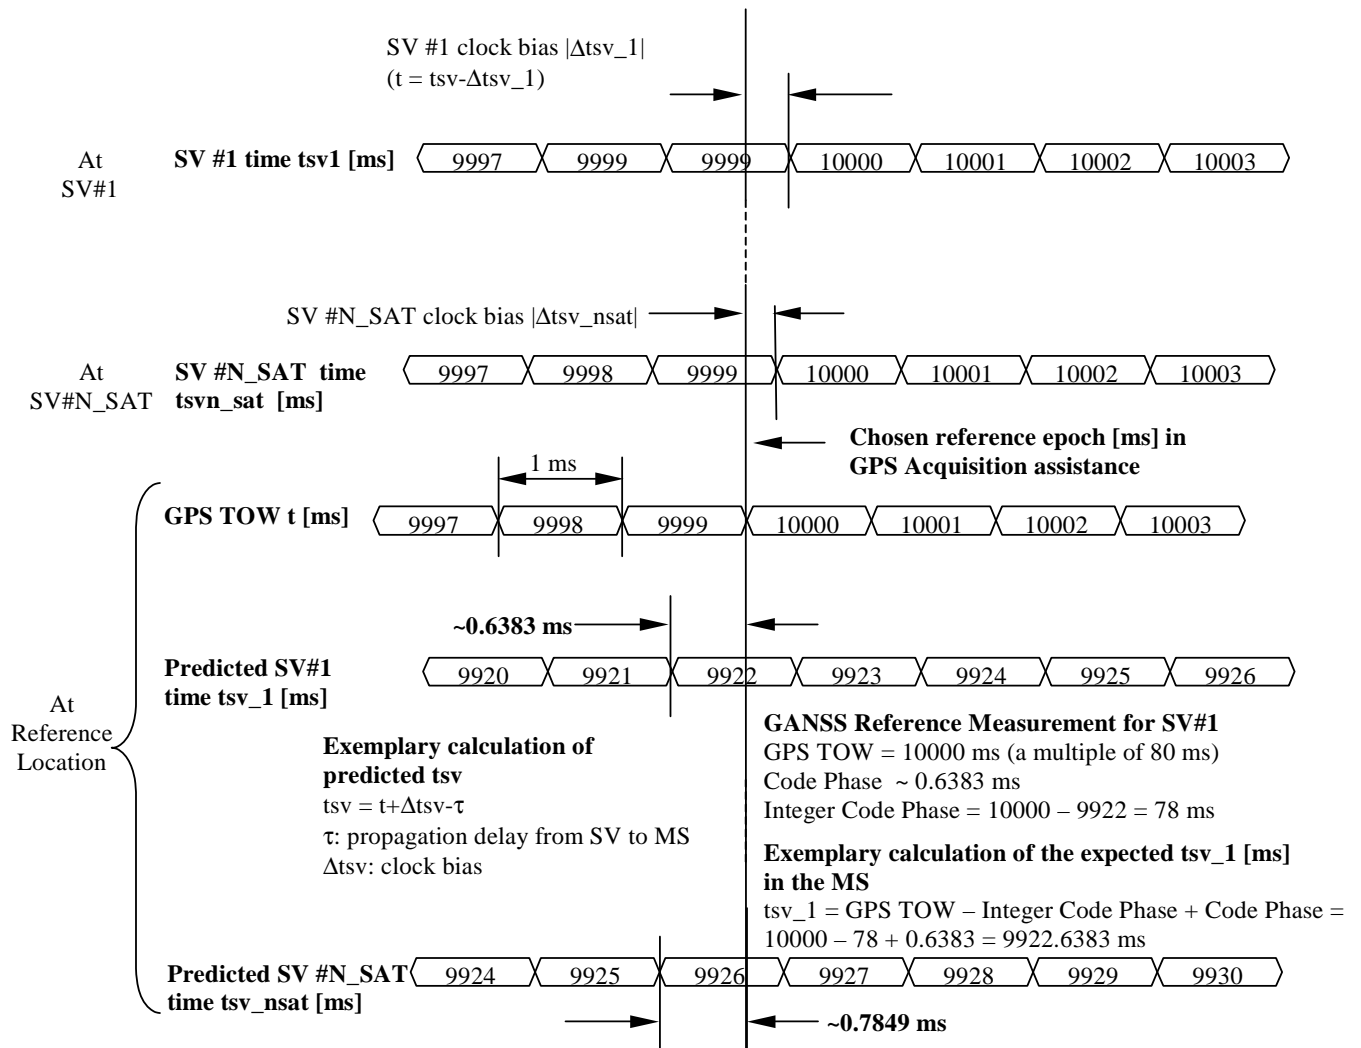 SV #1 clock bias |Δtsv_1|
(t = tsv-Δtsv_1)
At
SV#1
SV #1 time tsv1 [ms]
9997 9999 9999 10000 10001 10002 10003
SV #N_SAT clock bias |Δtsv_nsat|
At
SV#N_SAT
SV #N_SAT time
tsvn_sat [ms]
9997 9998 9999 10000 10001 10002 10003
Chosen reference epoch [ms] in
GPS Acquisition assistance
1 ms
GPS TOW t [ms]
9997 9998 9999 10000 10001 10002 10003
~0.6383 ms
Predicted SV#1
time tsv_1 [ms]
9920 9921 9922 9923 9924 9925 9926
At
Reference
Location
Exemplary calculation of
predicted tsv
tsv = t+Δtsv-τ
τ: propagation delay from SV to MS
Δtsv: clock bias
GANSS Reference Measurement for SV#1
GPS TOW = 10000 ms (a multiple of 80 ms)
Code Phase ~ 0.6383 ms
Integer Code Phase = 10000 – 9922 = 78 ms
Exemplary calculation of the expected tsv_1 [ms]
in the MS
tsv_1 = GPS TOW – Integer Code Phase + Code Phase =
10000 – 78 + 0.6383 = 9922.6383 ms
Predicted SV #N_SAT
time tsv_nsat [ms]
9924 9925 9926 9927 9928 9929 9930
~0.7849 ms